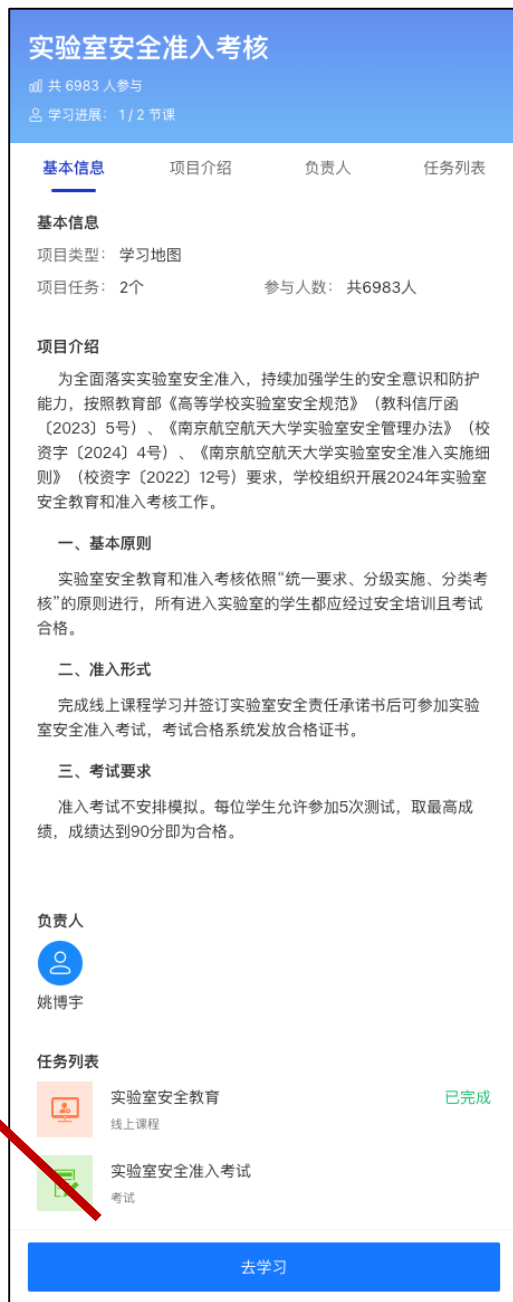 实验室安全准入考核
共 6983 人参与
学习进展： 1 / 2 节课
基本信息 项目介绍 负责人 任务列表
基本信息
项目类型： 学习地图
项目任务： 2个 参与人数： 共6983人
项目介绍
为全面落实实验室安全准入，持续加强学生的安全意识和防护
能力，按照教育部《高等学校实验室安全规范》（教科信厅函
〔2023〕5号）、《南京航空航天大学实验室安全管理办法》（校
资字〔2024〕4号）、《南京航空航天大学实验室安全准入实施细
则》（校资字〔2022〕12号）要求，学校组织开展2024年实验室
安全教育和准入考核工作。
一、基本原则
实验室安全教育和准入考核依照“统一要求、分级实施、分类考
核”的原则进行，所有进入实验室的学生都应经过安全培训且考试
合格。
二、准入形式
完成线上课程学习并签订实验室安全责任承诺书后可参加实验
室安全准入考试，考试合格系统发放合格证书。
三、考试要求
准入考试不安排模拟。每位学生允许参加5次测试，取最高成
绩，成绩达到90分即为合格。
负责人
姚博宇
任务列表
实验室安全教育 已完成
线上课程
实验室安全准入考试
考试
去学习